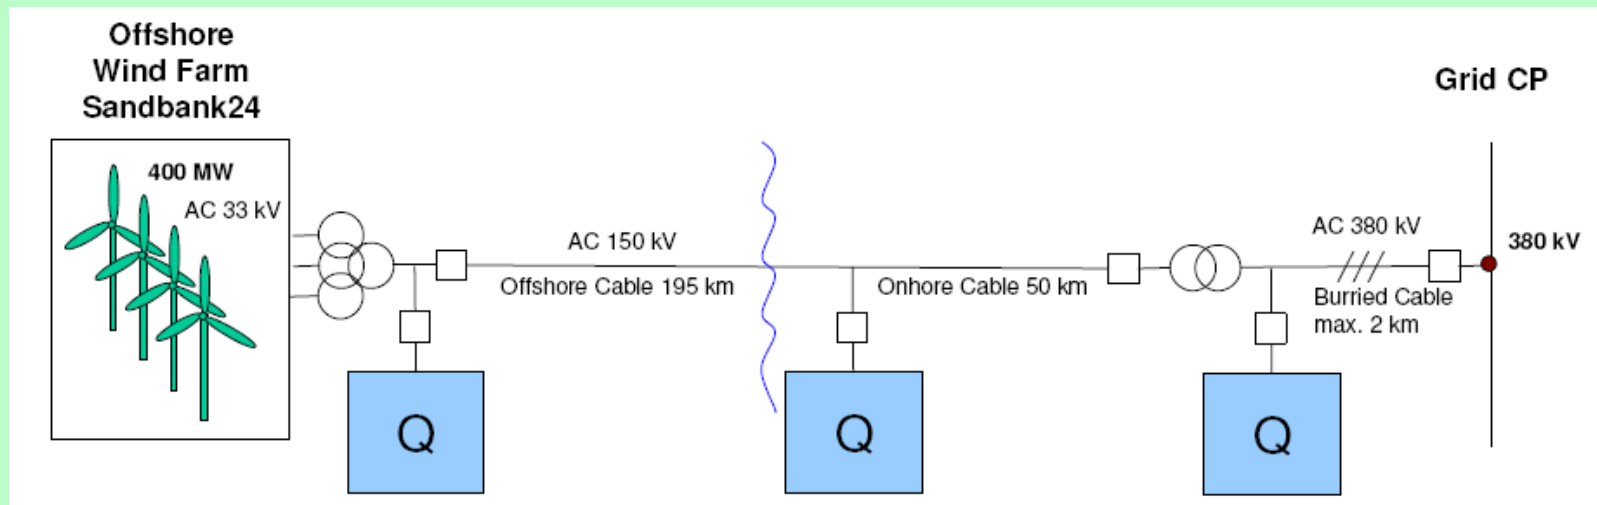 Offshore
Wind Farm
Sandbank24
Grid CP
400 MW
AC 33 kV
AC 150 kV
Offshore Cable 195 km
Onhore Cable 50 km
AC 380 kV
Burried Cable
max. 2 km
380 kV
Q
Q
Q